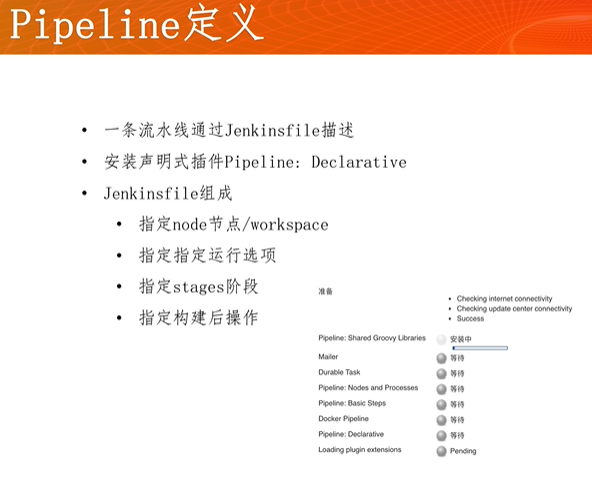 Pipeline定义
• 一条流水线通过Jenkinsfile描述
• 安装声明式插件Pipeline: Declarative
• Jenkinsfile组成
• 指定node节点/workspace
• 指定指定运行选项
• 指定stages阶段
• 指定构建后操作
准备
• Checking internet connectivity
• Checking update center connectivity
• Success
Pipeline: Shared Groovy Libraries 安装中
Mailer 等待
Durable Task 等待
Pipeline: Nodes and Processes 等待
Pipeline: Basic Steps 等待
Docker Pipeline 等待
Pipeline: Declarative 等待
Loading plugin extensions Pending